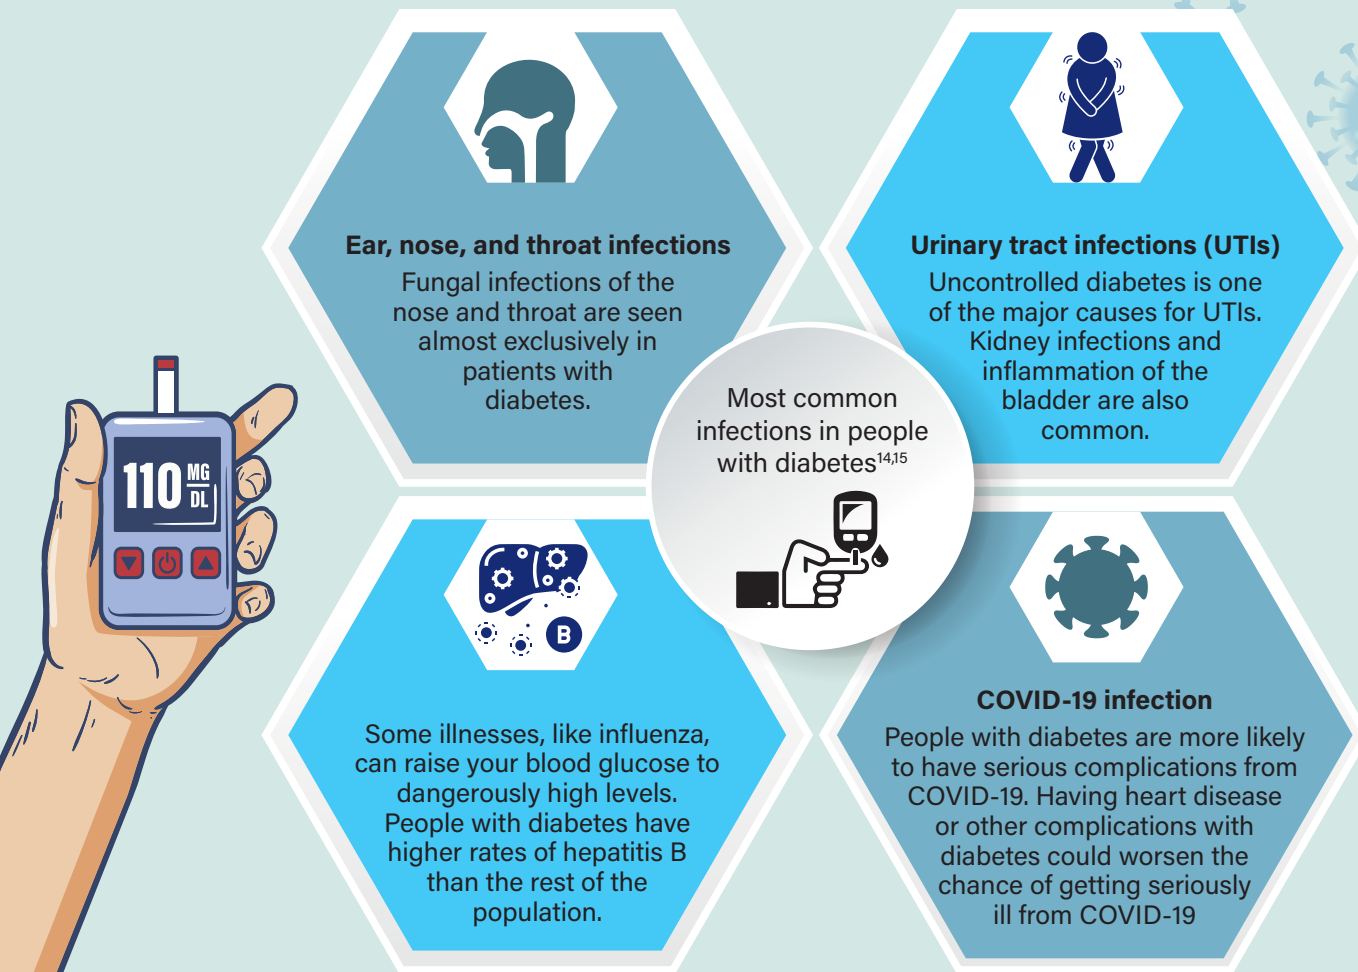 Ear, nose, and throat infections
Fungal infections of the
nose and throat are seen
almost exclusively in
patients with
diabetes.
Urinary tract infections (UTIs)
Uncontrolled diabetes is one
of the major causes for UTIs.
Kidney infections and
inflammation of the
bladder are also
common.
Most common
infections in people
with diabetes14,15
110 MG
DL
B
Some illnesses, like influenza,
can raise your blood glucose to
dangerously high levels.
People with diabetes have
higher rates of hepatitis B
than the rest of the
population.
COVID-19 infection
People with diabetes are more likely
to have serious complications from
COVID-19. Having heart disease
or other complications with
diabetes could worsen the
chance of getting seriously
ill from COVID-19